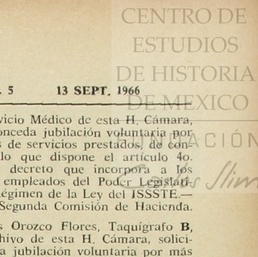 CENTRO DE
ESTUDIOS
DE HISTORIA
DE MEXICO
. 5 13 SEPT. 1966
vicio Médico de esta H. Cámara,
onceda jubilación voluntaria por
s de servicios prestados, de con-
lo que dispone el artículo 4o.
decreto que incorpora a los
empleados del Poder Legislati-
égimen de la Ley del ISSSTE.—
Segunda Comisión de Hacienda.
s Orozco Flores, Taquígrafo B,
hivo de esta H. Cámara, solici-
a jubilación voluntaria por más